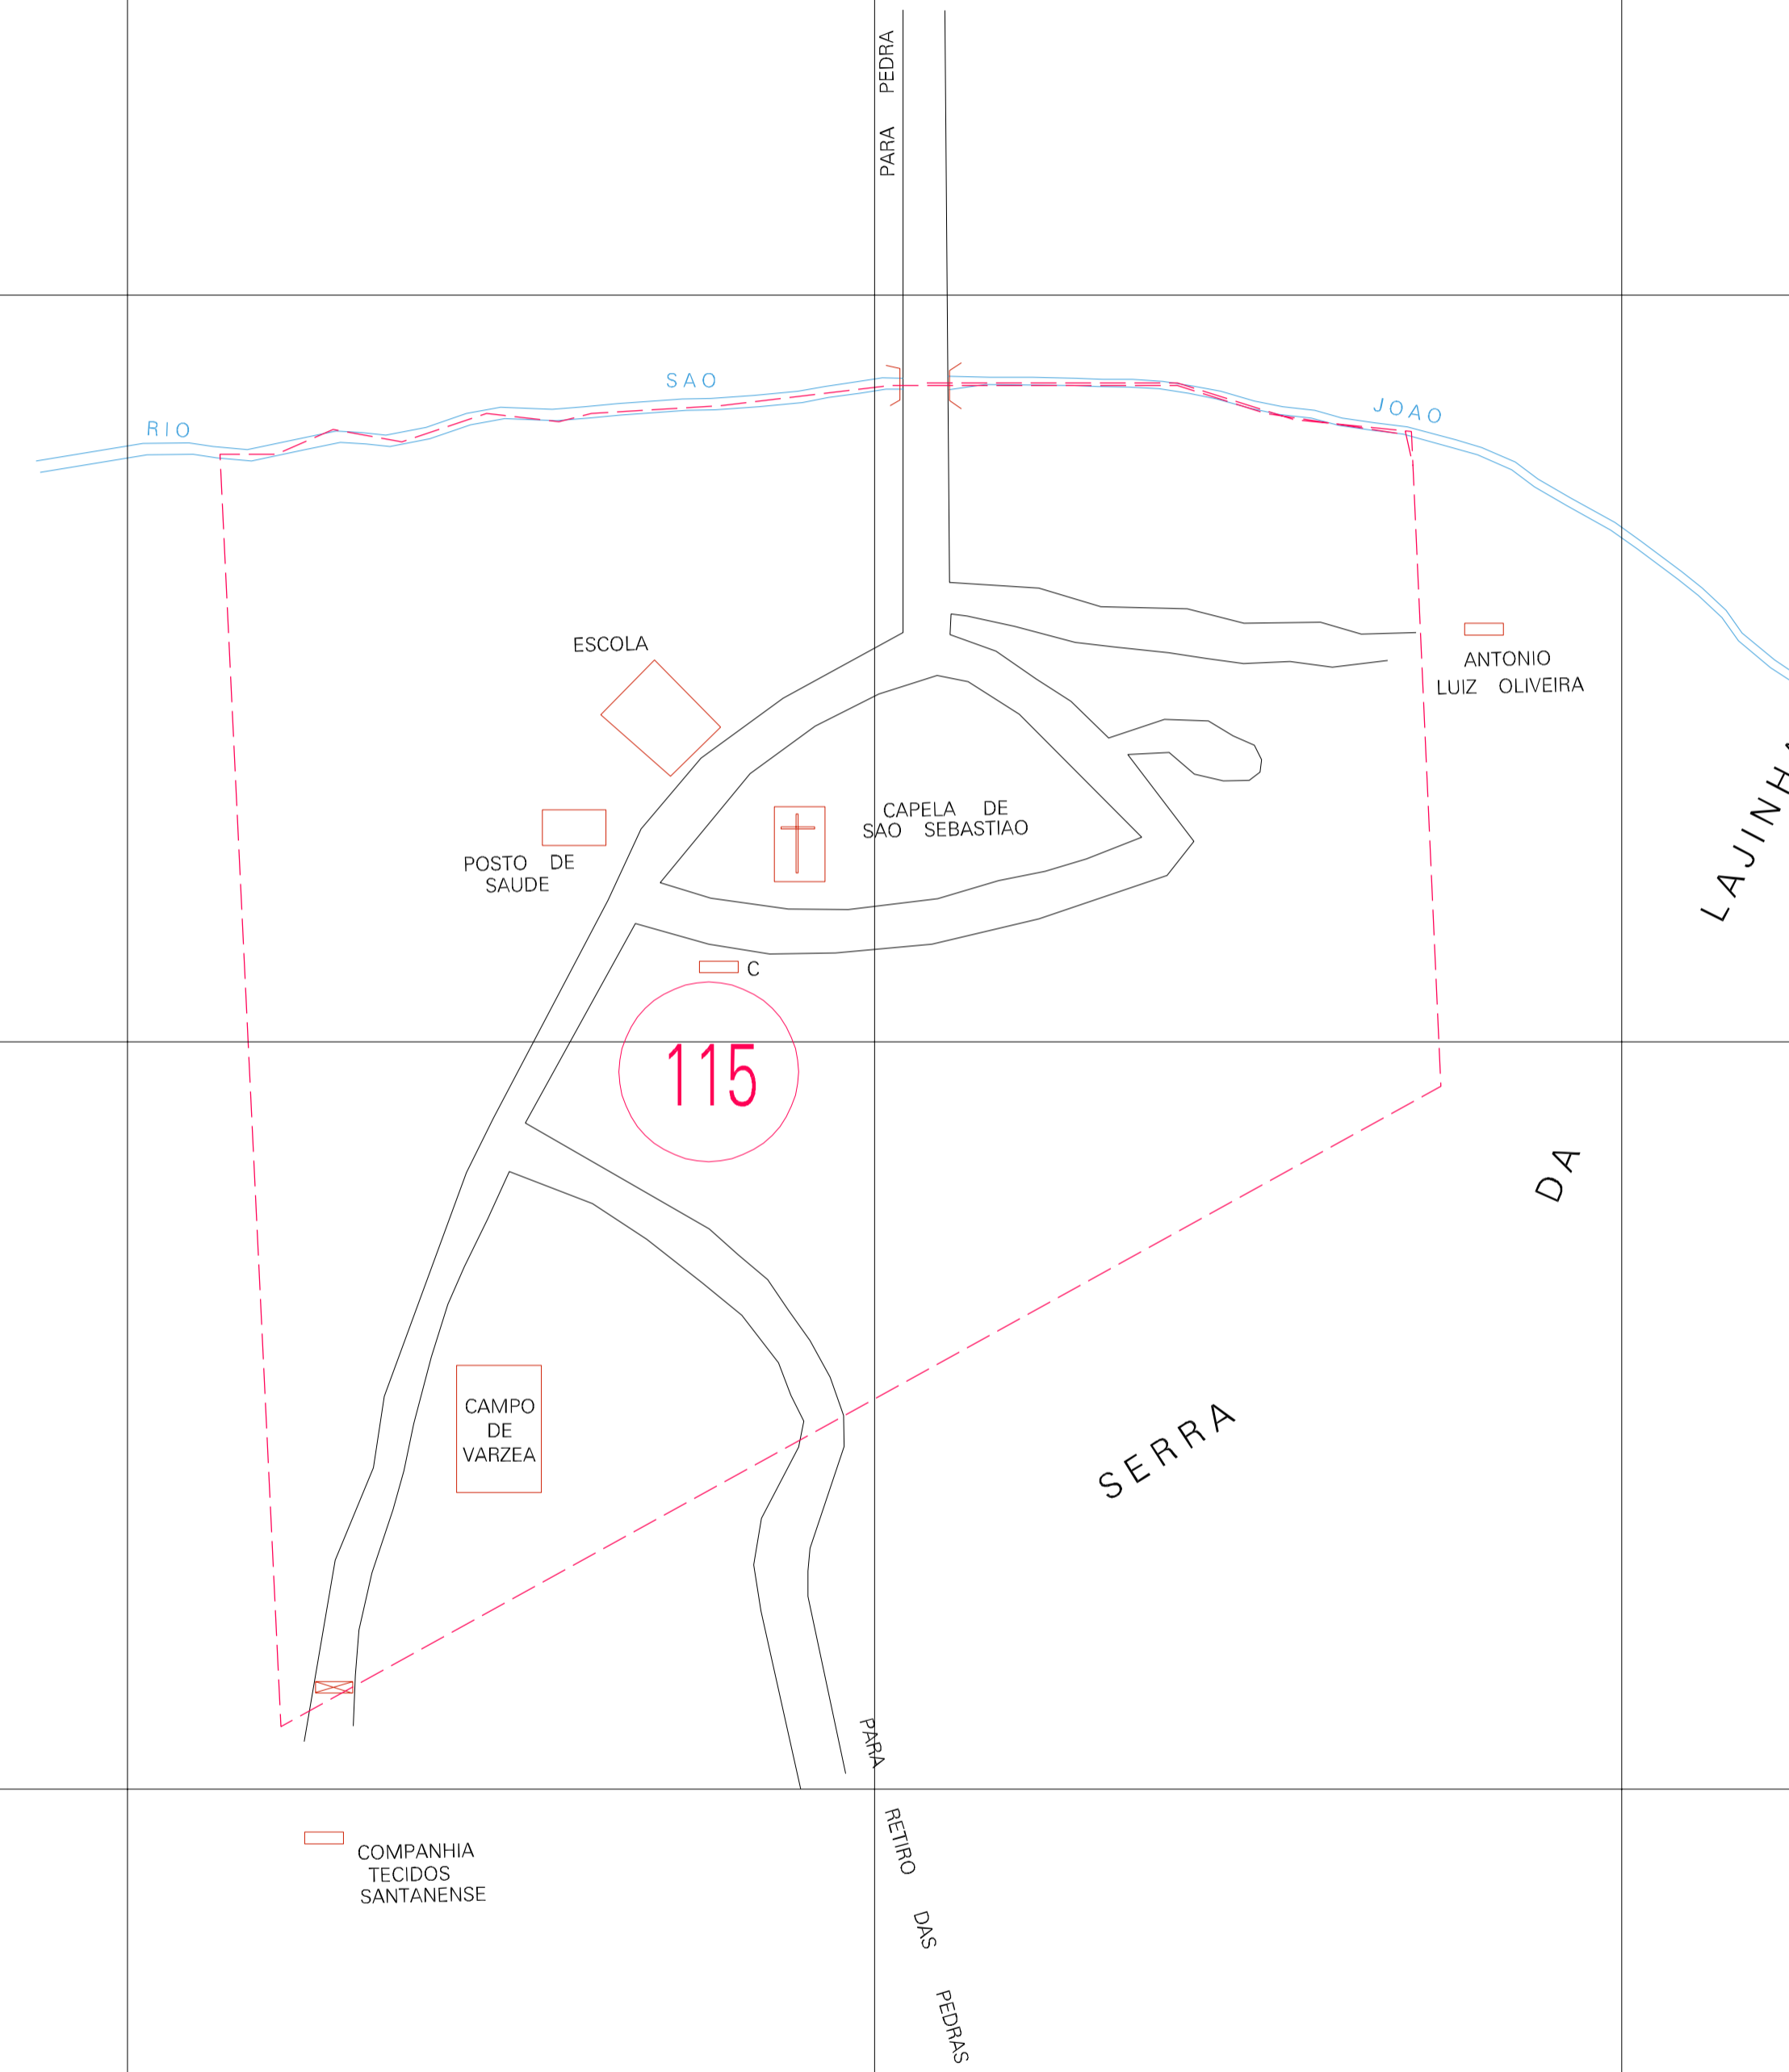 PARA PEDRA
RIO SAO JOAO
ESCOLA
ANTONIO
LUIZ OLIVEIRA
CAPELA DE
SAO SEBASTIAO
POSTO DE
SAUDE
C
115
SERRA DA LAJINHA
CAMPO
DE
VARZEA
PARA RETIRO DAS PEDRAS
COMPANHIA
TECIDOS
SANTANENSE